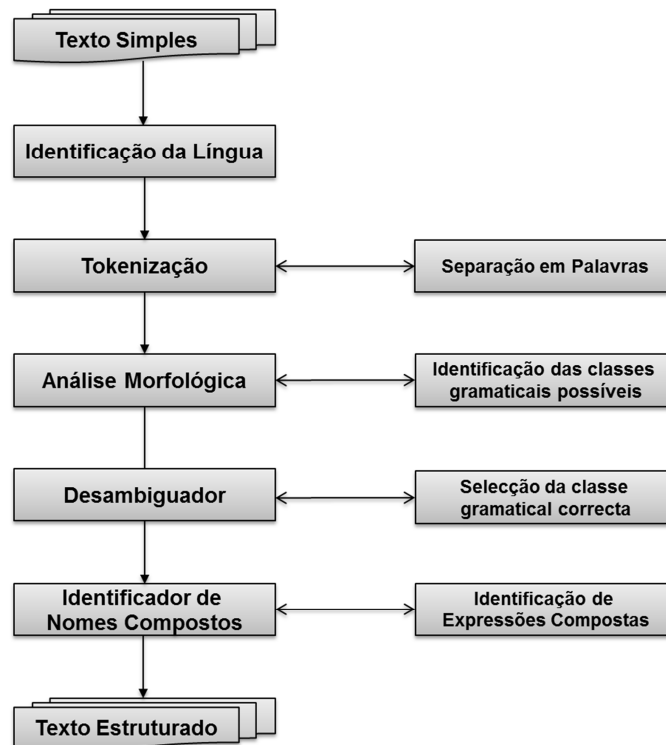 Texto Simples
Identificação da Língua
Tokenização
Separação em Palavras
Análise Morfológica
Identificação das classes
gramaticais possíveis
Desambiguador
Selecção da classe
gramatical correcta
Identificador de
Nomes Compostos
Identificação de
Expressões Compostas
Texto Estruturado